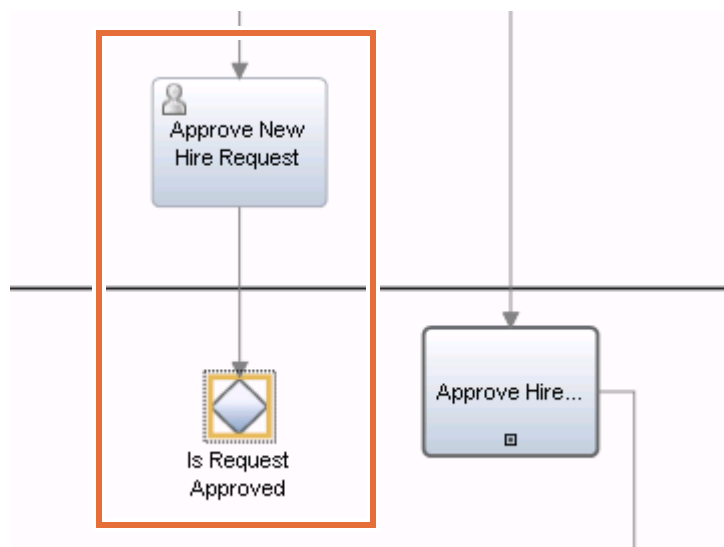 Approve New
Hire Request
Approve Hire...
Is Request
Approved